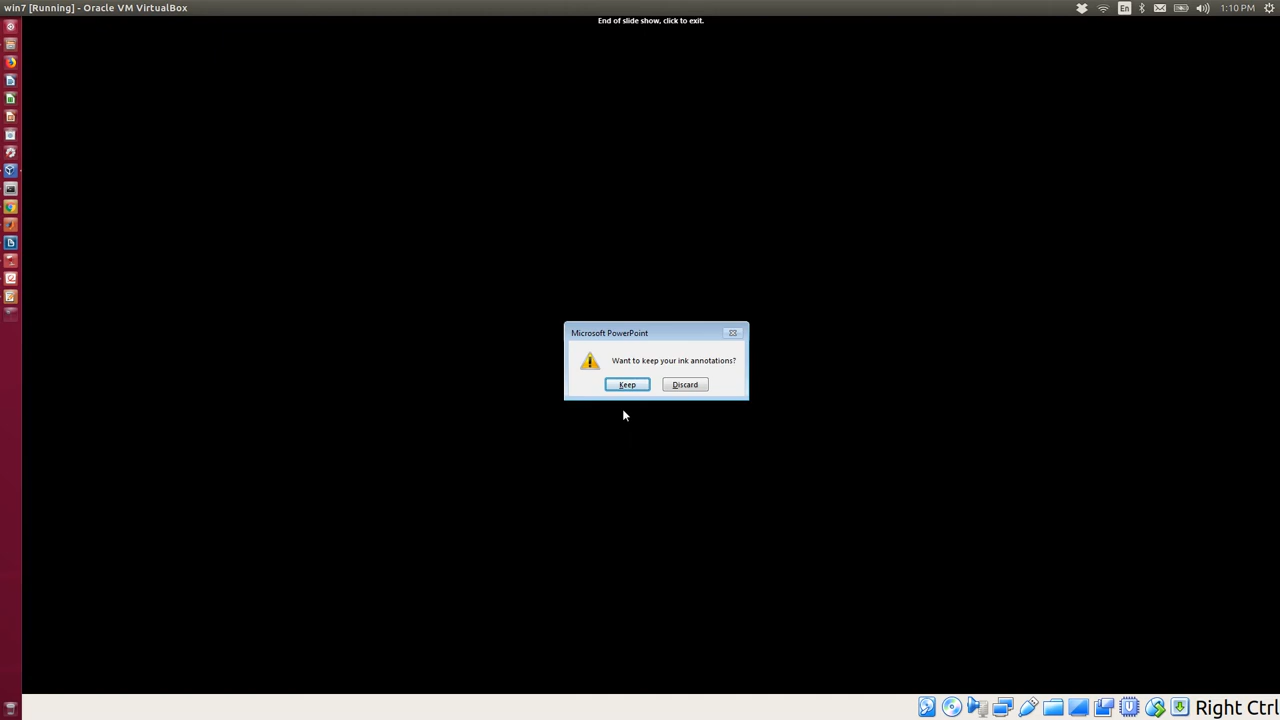 win7 [Running] - Oracle VM VirtualBox
En
1:10 PM
End of slide show, click to exit.
Microsoft PowerPoint
Want to keep your ink annotations?
Keep
Discard
Right Ctrl